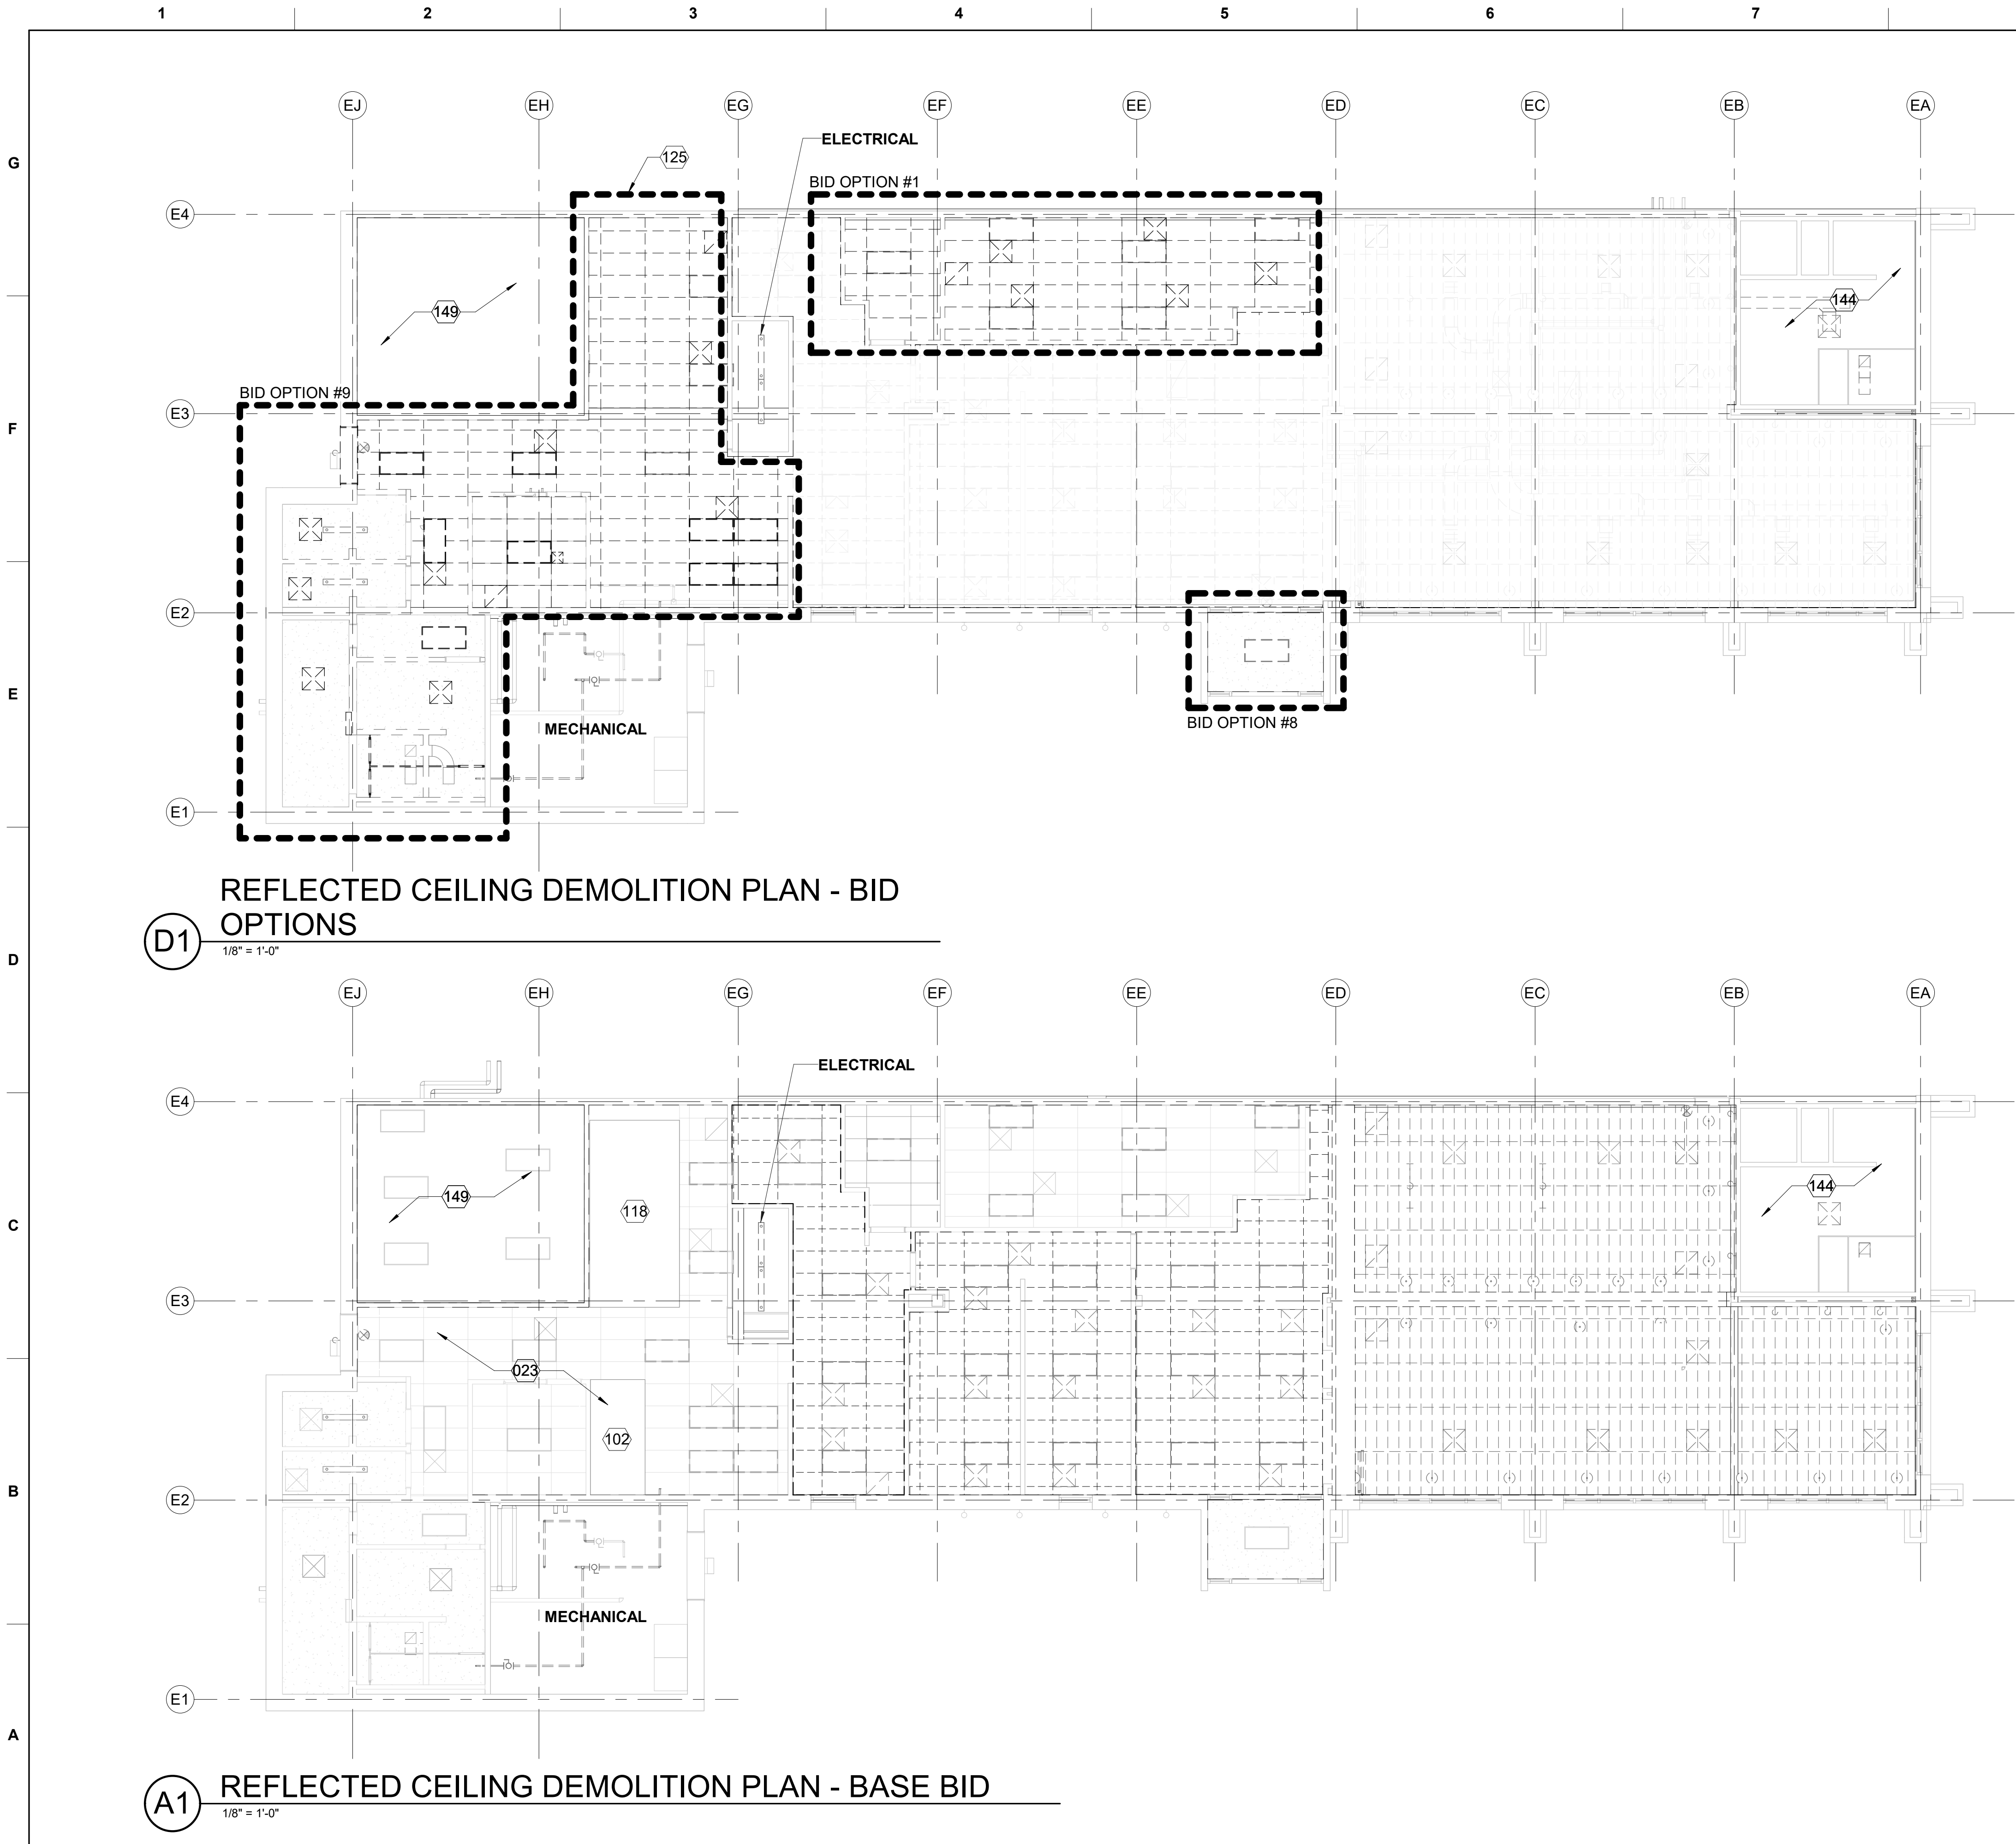 1 2 3 4 5 6 7
EJ EH EG EF EE ED EC EB EA
G
ELECTRICAL
125
BID OPTION #1
E4
149
144
BID OPTION #9
E3
F
E2
E
BID OPTION #8
MECHANICAL
E1
REFLECTED CEILING DEMOLITION PLAN - BID
OPTIONS
D1
1/8" = 1'-0"
D
EJ EH EG EF EE ED EC EB EA
ELECTRICAL
E4
149
144
118
C
E3
023
102
B
E2
MECHANICAL
E1
A
REFLECTED CEILING DEMOLITION PLAN - BASE BID
A1
1/8" = 1'-0"